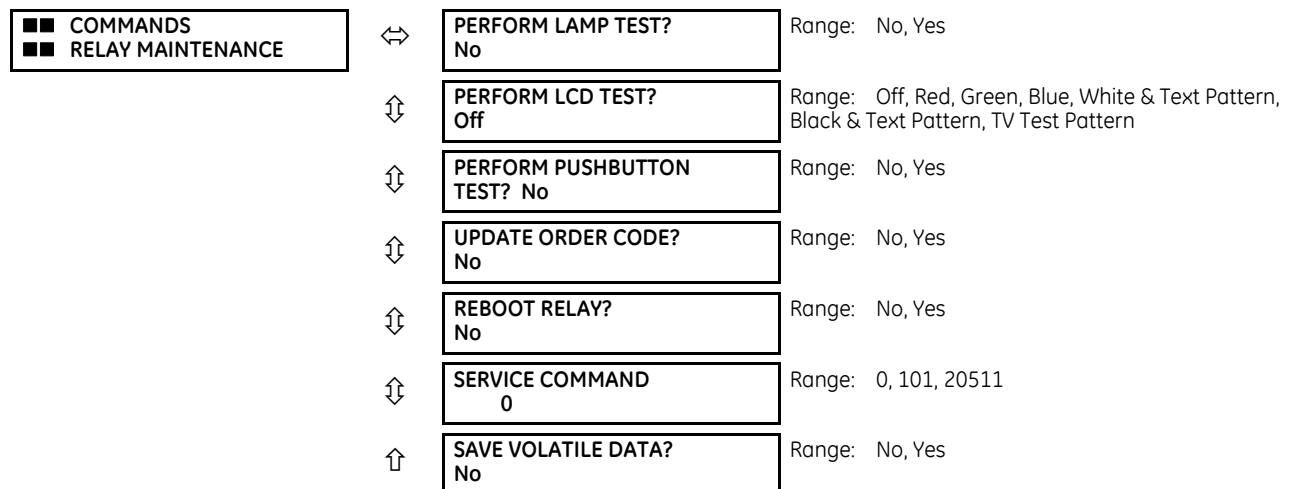 COMMANDS
RELAY MAINTENANCE
PERFORM LAMP TEST?
No
Range: No, Yes
PERFORM LCD TEST?
Off
Range: Off, Red, Green, Blue, White & Text Pattern,
Black & Text Pattern, TV Test Pattern
PERFORM PUSHBUTTON
TEST? No
Range: No, Yes
UPDATE ORDER CODE?
No
Range: No, Yes
REBOOT RELAY?
No
Range: No, Yes
SERVICE COMMAND
0
Range: 0, 101, 20511
SAVE VOLATILE DATA?
No
Range: No, Yes